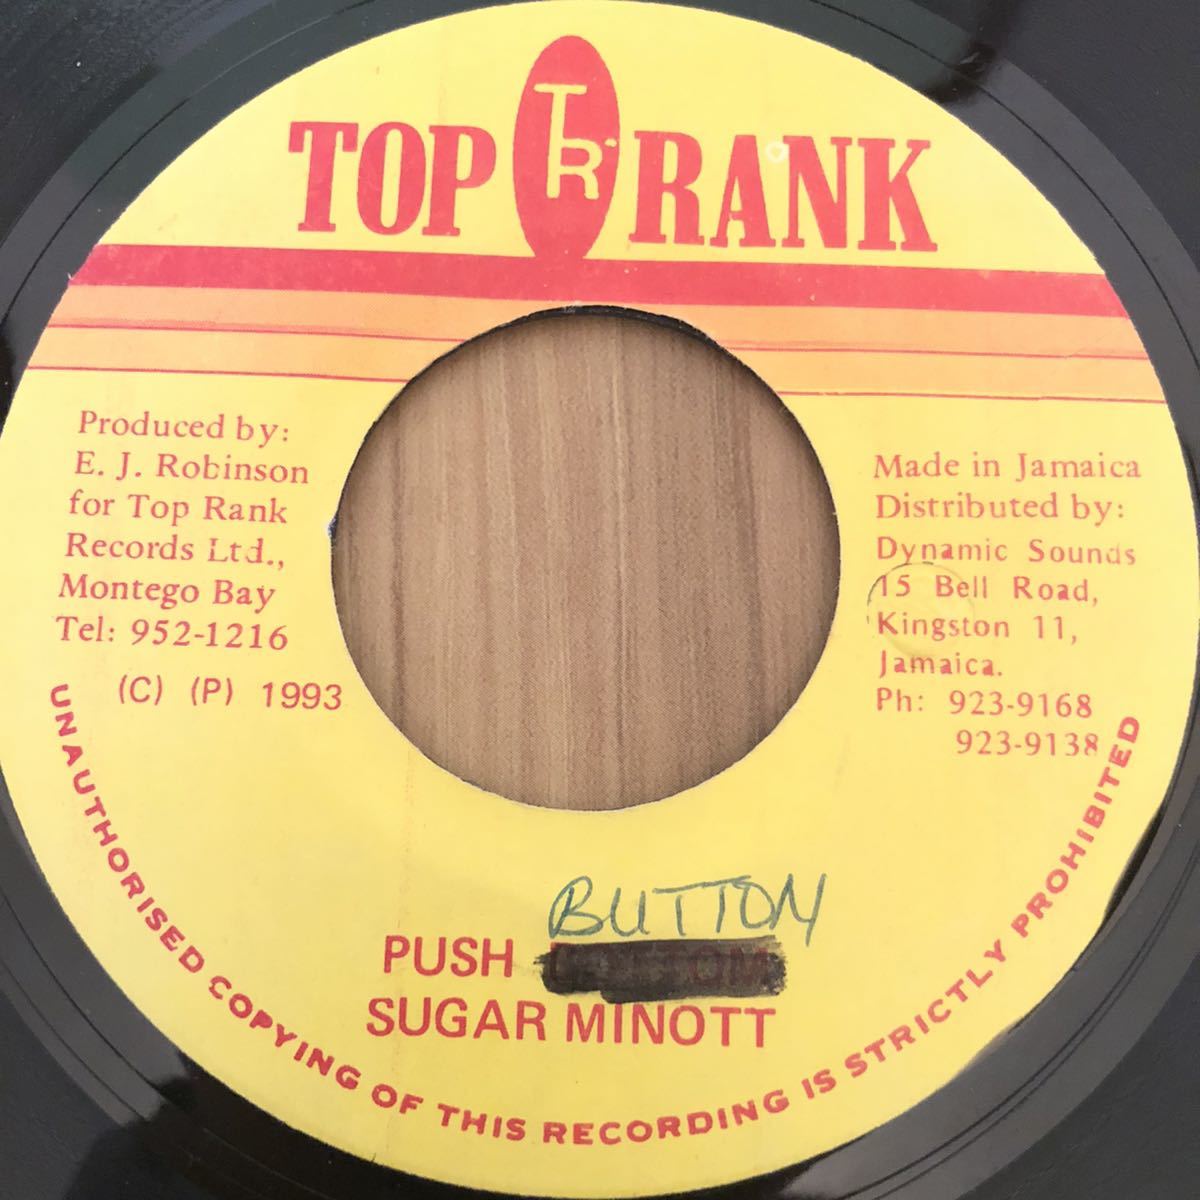 TOP TR RANK
Produced by:
E. J. Robinson
for Top Rank
Records Ltd.,
Montego Bay
Tel: 952-1216
(C) (P) 1993
Made in Jamaica
Distributed by:
Dynamic Sounds
15 Bell Road,
Kingston 11,
Jamaica.
Ph: 923-9168
923-9138
BUTTON
PUSH
SUGAR MINOTT
UNAUTHORISED COPYING OF THIS RECORDING IS STRICTLY PROHIBITED